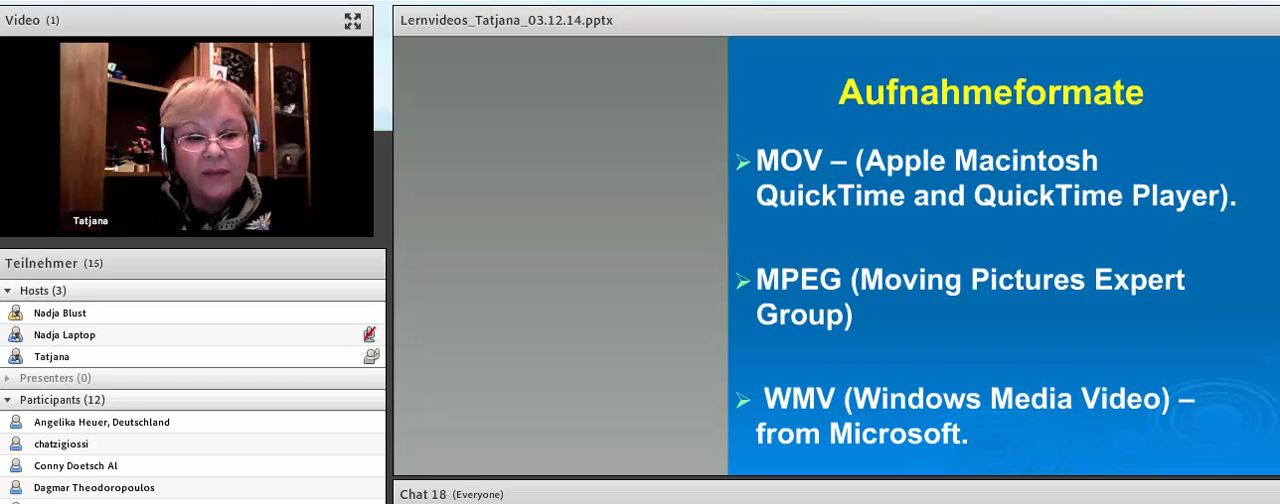 Video (1)
Tatjana
Teilnehmer (15)
Hosts (3)
Nadja Blust
Nadja Laptop
Tatjana
Presenters (0)
Participants (12)
Angelika Heuer, Deutschland
chatzigiossi
Conny Doetsch Al
Dagmar Theodoropoulos
Lernvideos_Tatjana_03.12.14.pptx
Aufnahmeformate
MOV – (Apple Macintosh
QuickTime and QuickTime Player).
MPEG (Moving Pictures Expert
Group)
WMV (Windows Media Video) –
from Microsoft.
Chat 18 (Everyone)